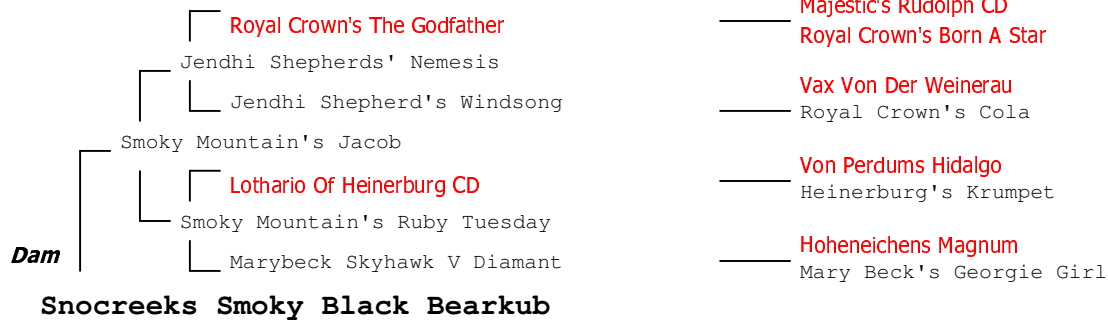 Majestic's Rudolph CD
Royal Crown's The Godfather
Royal Crown's Born A Star
Jendhi Shepherds' Nemesis
Vax Von Der Weinerau
Jendhi Shepherd's Windsong
Royal Crown's Cola
Smoky Mountain's Jacob
Von Perdums Hidalgo
Lothario Of Heinerburg CD
Heinerburg's Krumpet
Smoky Mountain's Ruby Tuesday
Hoheneichens Magnum
Dam
Marybeck Skyhawk V Diamant
Mary Beck's Georgie Girl
Snocreeks Smoky Black Bearkub